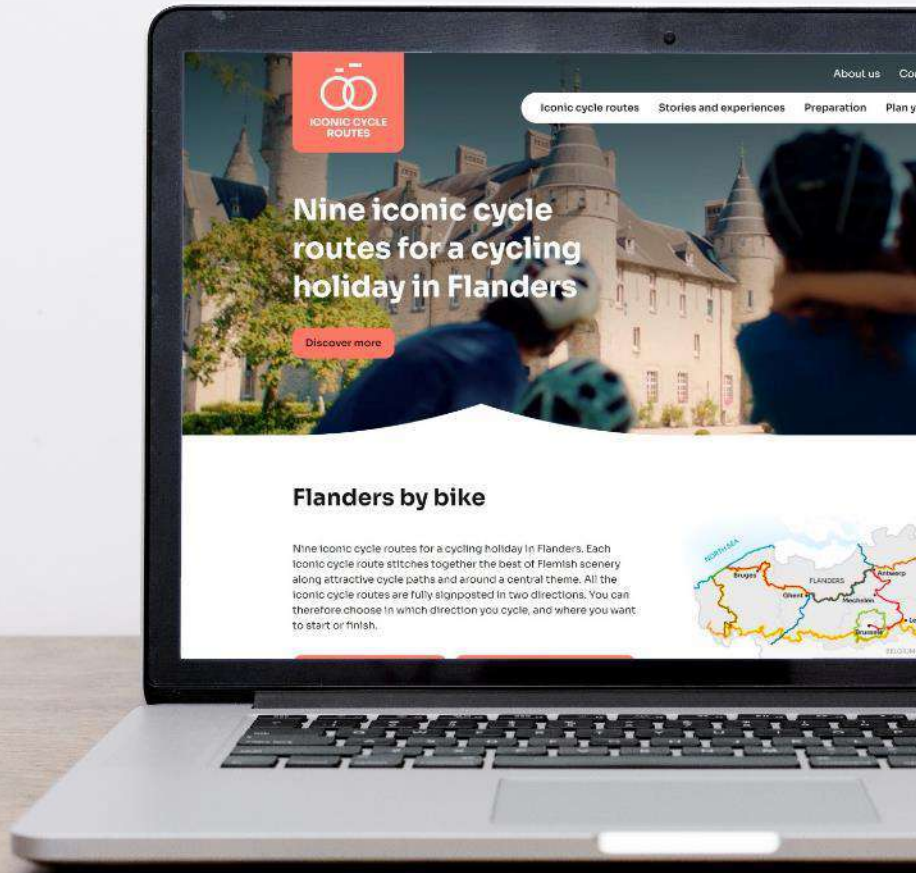 About us
ICONIC CYCLE
ROUTES
Iconic cycle routes Stories and experiences Preparation Plan
Nine iconic cycle
routes for a cycling
holiday in Flanders
Discover more
Flanders by bike
Nine iconic cycle routes for a cycling holiday in Flanders. Each
iconic cycle route stitches together the best of Flemish scenery
along attractive cycle paths and around a central theme. All the
iconic cycle routes are fully signposted in two directions. You can
therefore choose in which direction you cycle, and where you want
to start or finish.
NORTH SEA
Bruges
FLANDERS
Antwerp
Ghent
Mechelen
Brussels
BELGIUM